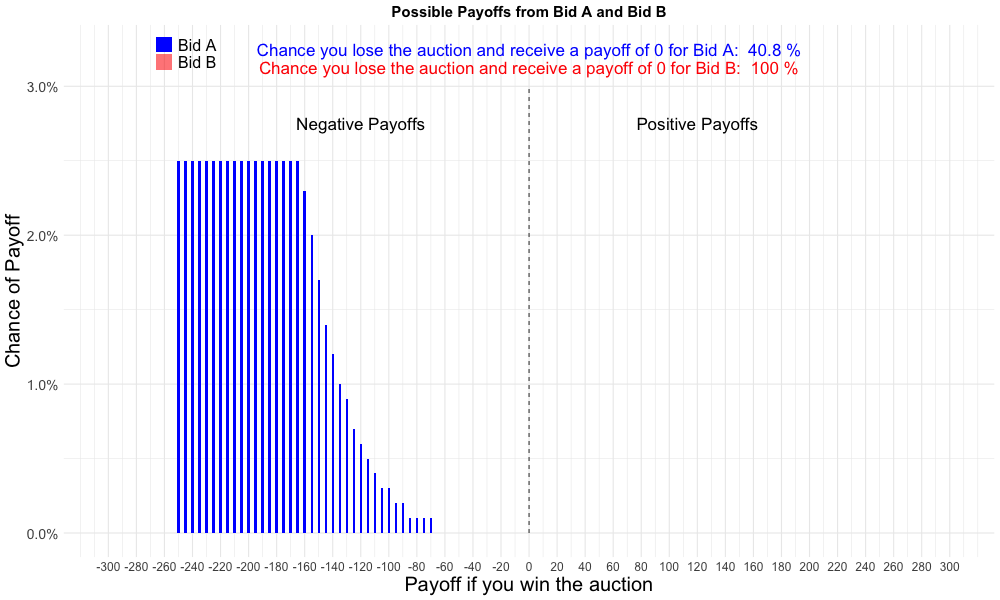 Possible Payoffs from Bid A and Bid B
Bid A
Bid B
Chance you lose the auction and receive a payoff of 0 for Bid A:  40.8 %
Chance you lose the auction and receive a payoff of 0 for Bid B:  100 %
Negative Payoffs
Positive Payoffs
Chance of Payoff
3.0%
2.0%
1.0%
0.0%
-300 -280 -260 -240 -220 -200 -180 -160 -140 -120 -100 -80 -60 -40 -20 0 20 40 60 80 100 120 140 160 180 200 220 240 260 280 300
Payoff if you win the auction